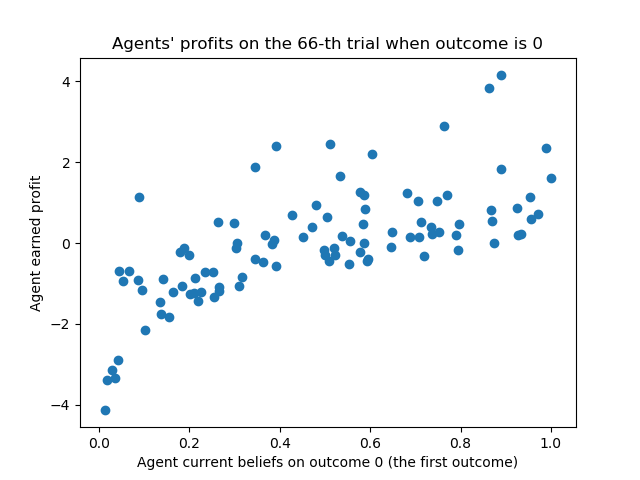 Agents' profits on the 66-th trial when outcome is 0
Agent earned profit
4
2
0
−2
−4
0.0 0.2 0.4 0.6 0.8 1.0
Agent current beliefs on outcome 0 (the first outcome)